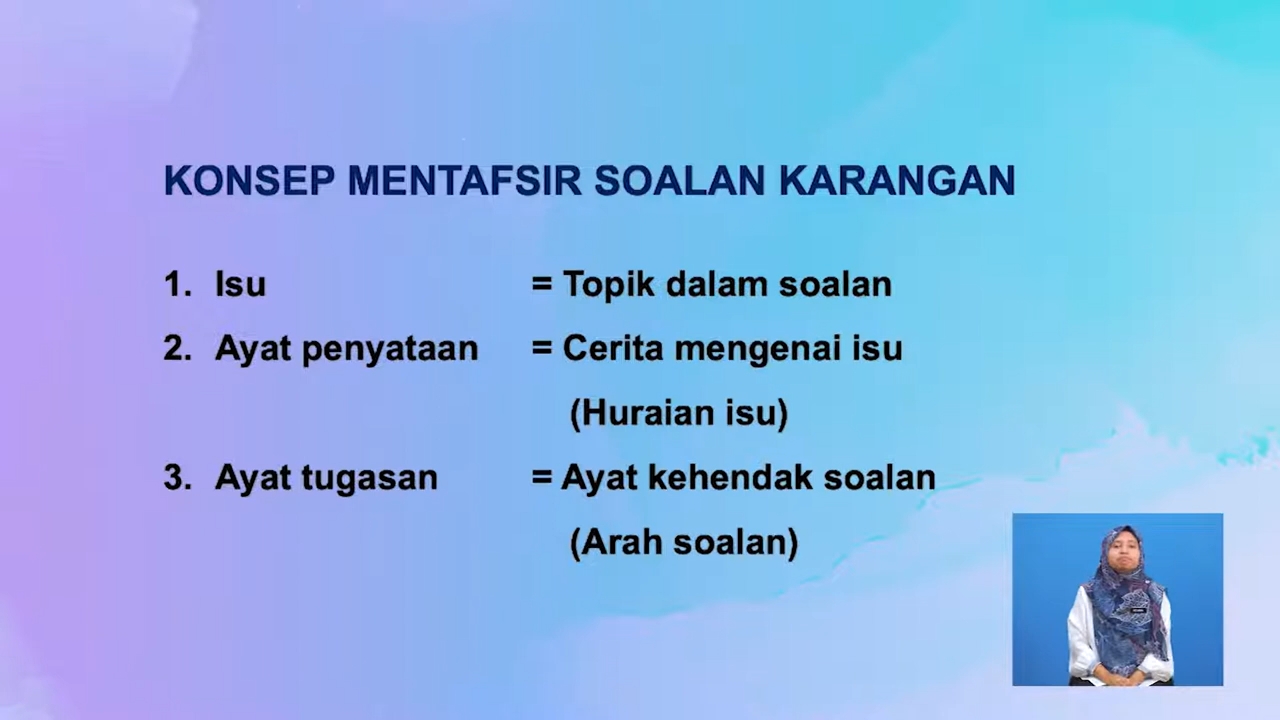 KONSEP MENTAFSIR SOALAN KARANGAN
1. Isu = Topik dalam soalan
2. Ayat penyataan = Cerita mengenai isu
(Huraian isu)
3. Ayat tugasan = Ayat kehendak soalan
(Arah soalan)